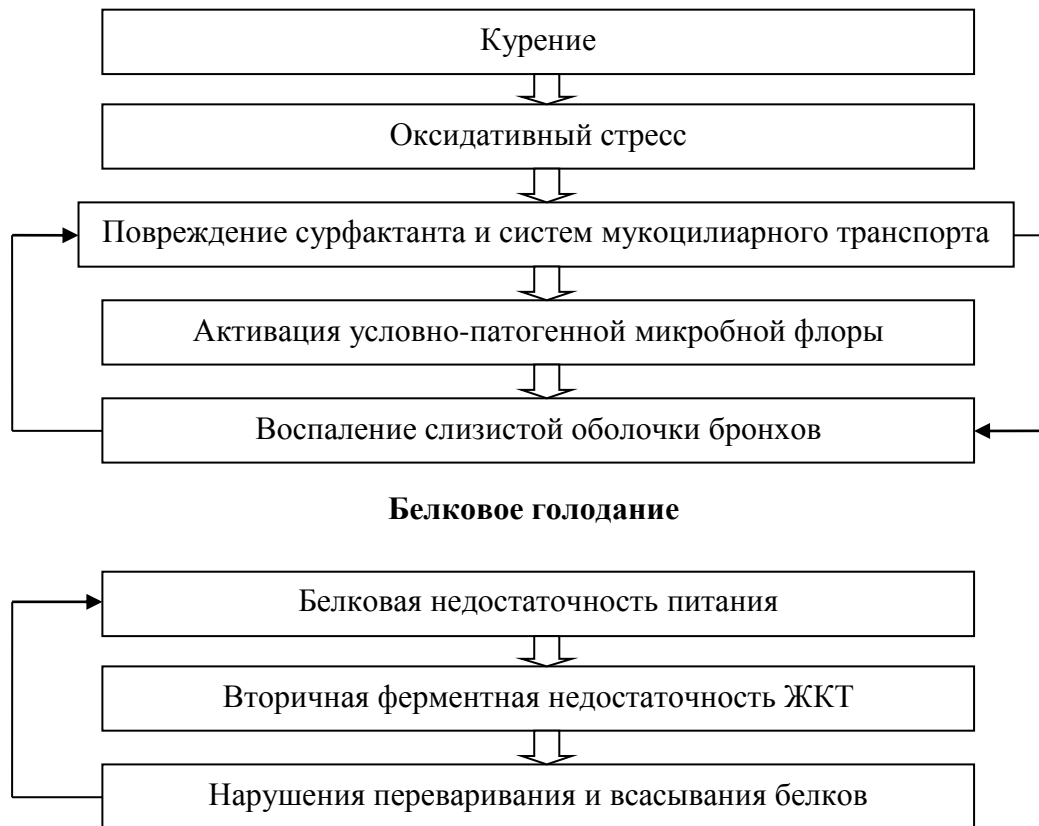 Курение
Оксидативный стресс
Повреждение сурфактанта и систем мукоцилиарного транспорта
Активация условно-патогенной микробной флоры
Воспаление слизистой оболочки бронхов
Белковое голодание
Белковая недостаточность питания
Вторичная ферментная недостаточность ЖКТ
Нарушения переваривания и всасывания белков